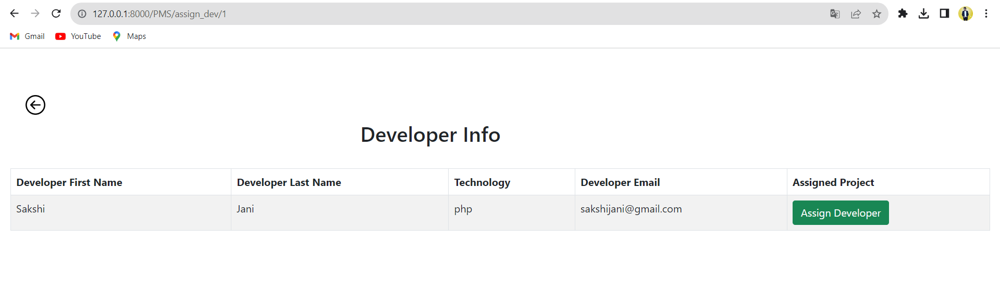 127.0.0.1:8000/PMS/assign_dev/1
Gmail YouTube Maps
Developer Info
Developer First Name Developer Last Name Technology Developer Email Assigned Project
Sakshi Jani php sakshijani@gmail.com Assign Developer